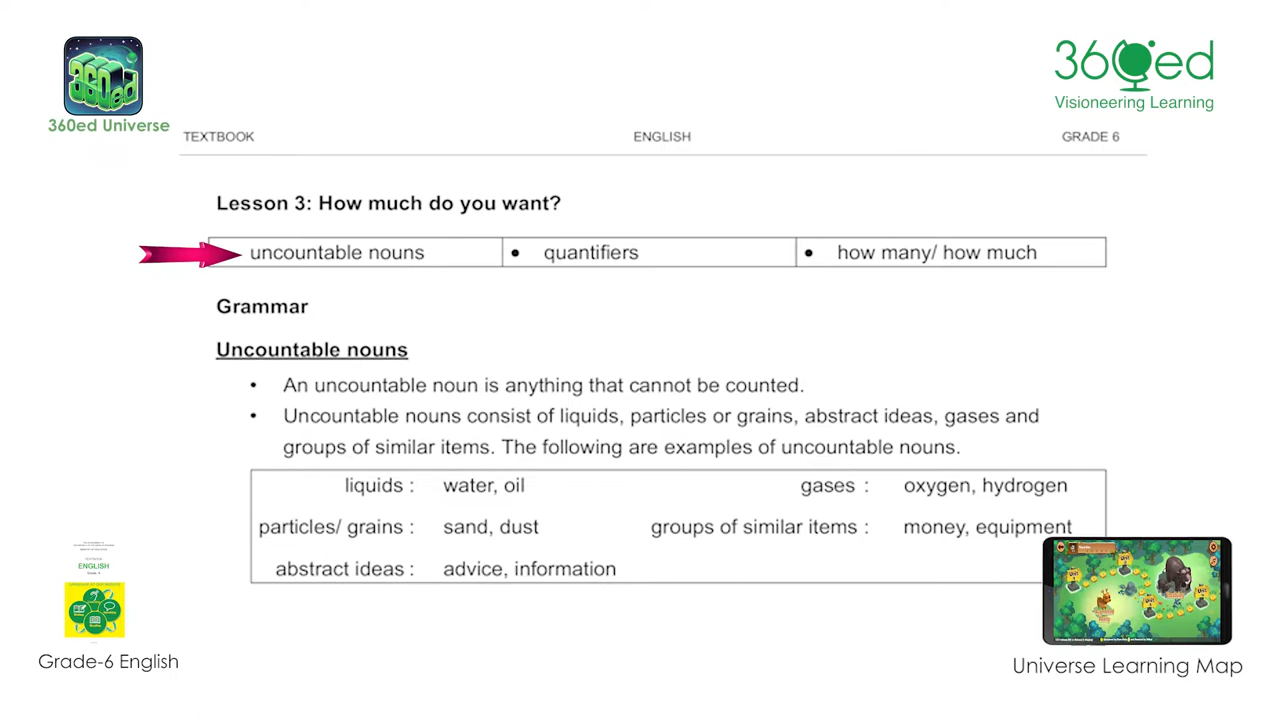 360ed
360ed Universe
360ed
Visioneering Learning
TEXTBOOK ENGLISH GRADE 6
Lesson 3: How much do you want?
uncountable nouns • quantifiers • how many/ how much
Grammar
Uncountable nouns
• An uncountable noun is anything that cannot be counted.
• Uncountable nouns consist of liquids, particles or grains, abstract ideas, gases and
groups of similar items. The following are examples of uncountable nouns.
liquids : water, oil gases : oxygen, hydrogen
particles/ grains : sand, dust groups of similar items : money, equipment
abstract ideas : advice, information
TEXTBOOK
ENGLISH
Grade-6 English
Universe Learning Map